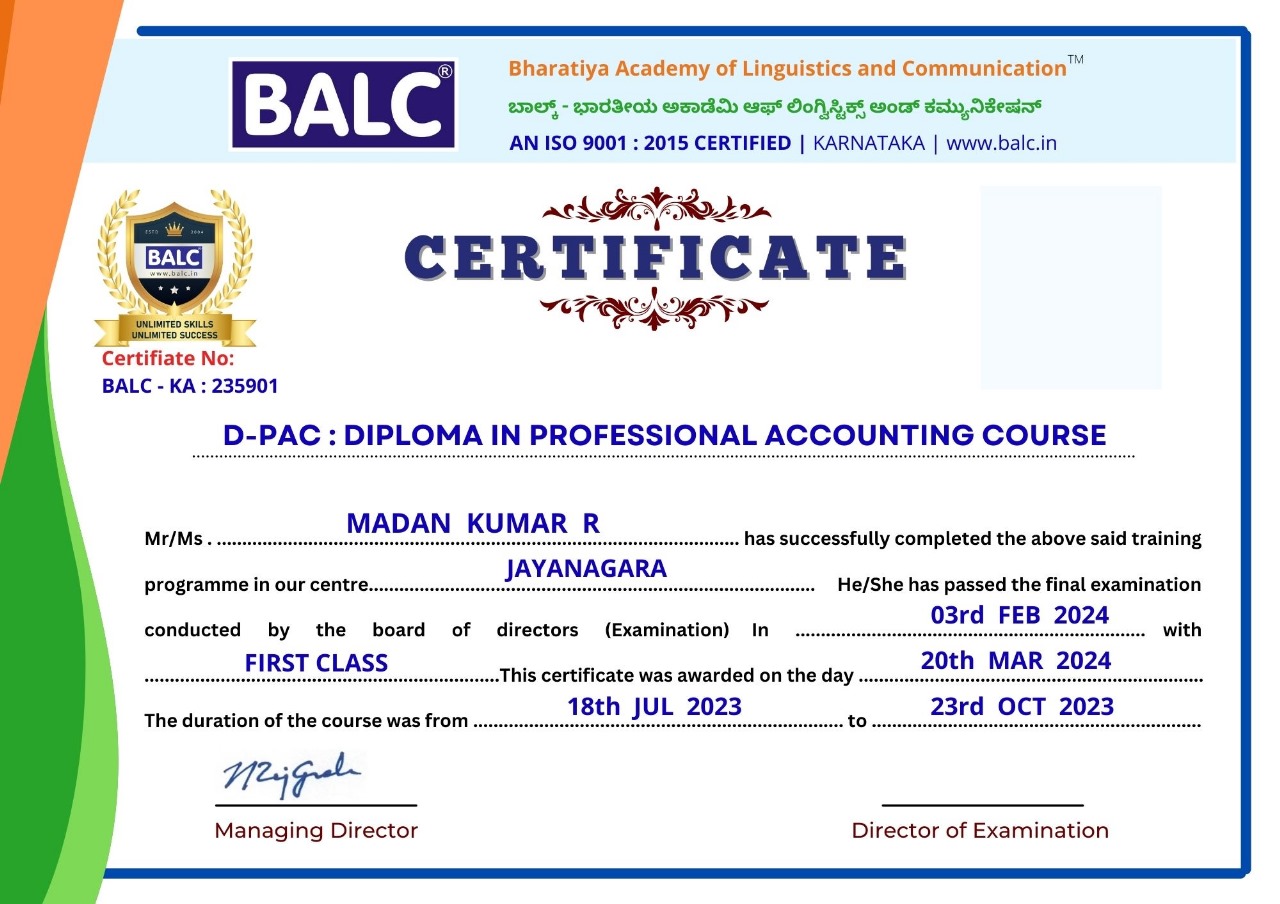 BALC®
Bharatiya Academy of Linguistics and Communication™
ಬಾಲ್ಕ್ - ಭಾರತೀಯ ಅಕಾಡೆಮಿ ಆಫ್ ಲಿಂಗ್ವಿಸ್ಟಿಕ್ಸ್ ಅಂಡ್ ಕಮ್ಯುನಿಕೇಷನ್
AN ISO 9001 : 2015 CERTIFIED | KARNATAKA | www.balc.in
ESTD 2004
BALC
www.balc.in
UNLIMITED SKILLS
UNLIMITED SUCCESS
CERTIFICATE
Certifiate No:
BALC - KA : 235901
D-PAC : DIPLOMA IN PROFESSIONAL ACCOUNTING COURSE
Mr/Ms . MADAN KUMAR R has successfully completed the above said training
programme in our centre JAYANAGARA He/She has passed the final examination
conducted by the board of directors (Examination) In 03rd FEB 2024 with
FIRST CLASS This certificate was awarded on the day 20th MAR 2024
The duration of the course was from 18th JUL 2023 to 23rd OCT 2023
Managing Director
Director of Examination